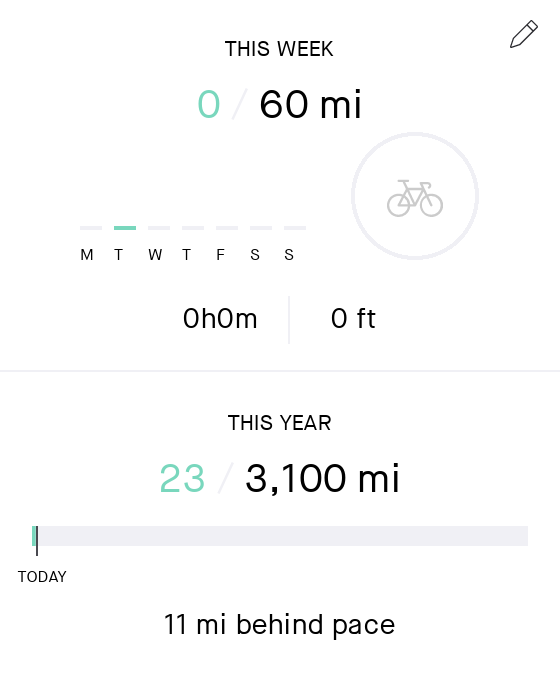 THIS WEEK
0 / 60 mi
M T W T F S S
0h0m 0 ft
THIS YEAR
23 / 3,100 mi
TODAY
11 mi behind pace